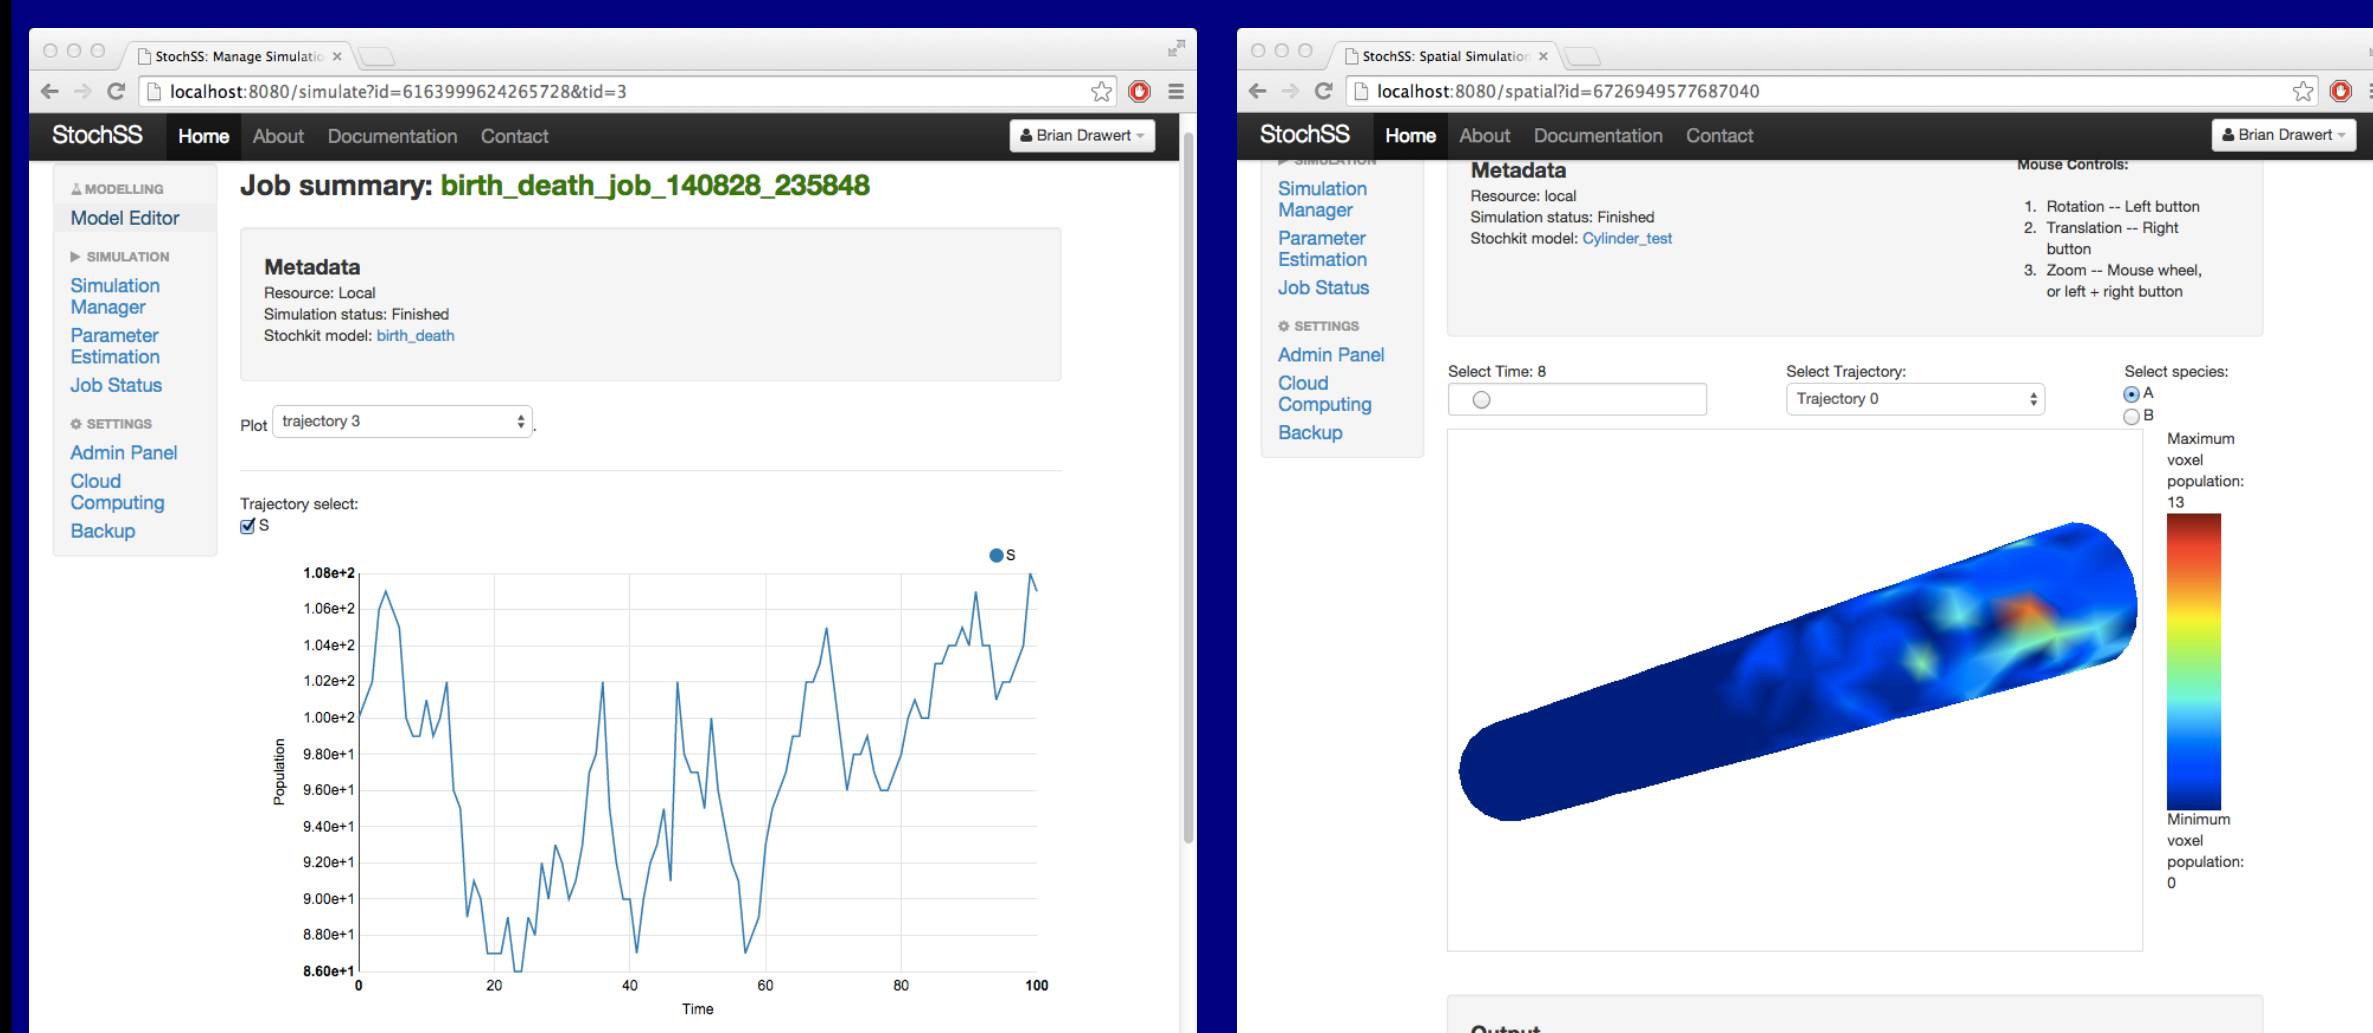 StochSS: Manage Simulatio
localhost:8080/simulate?id=6163999624265728&tid=3
StochSS Home About Documentation Contact Brian Drawert
MODELLING
Model Editor
SIMULATION
Simulation
Manager
Parameter
Estimation
Job Status
SETTINGS
Admin Panel
Cloud
Computing
Backup
Job summary: birth_death_job_140828_235848
Metadata
Resource: Local
Simulation status: Finished
Stochkit model: birth_death
Plot trajectory 3 .
Trajectory select:
S
S
1.08e+2
1.06e+2
1.04e+2
1.02e+2
1.00e+2
9.80e+1
9.60e+1
9.40e+1
9.20e+1
9.00e+1
8.80e+1
8.60e+1
Population
0 20 40 60 80 100
Time
StochSS: Spatial Simulation
localhost:8080/spatial?id=6726949577687040
StochSS Home About Documentation Contact Brian Drawert
SIMULATION
Simulation
Manager
Parameter
Estimation
Job Status
SETTINGS
Admin Panel
Cloud
Computing
Backup
Metadata
Resource: local
Simulation status: Finished
Stochkit model: Cylinder_test
Mouse Controls:
1. Rotation -- Left button
2. Translation -- Right
button
3. Zoom -- Mouse wheel,
or left + right button
Select Time: 8
Select Trajectory:
Trajectory 0
Select species:
A
B
Maximum
voxel
population:
13
Minimum
voxel
population:
0
Output